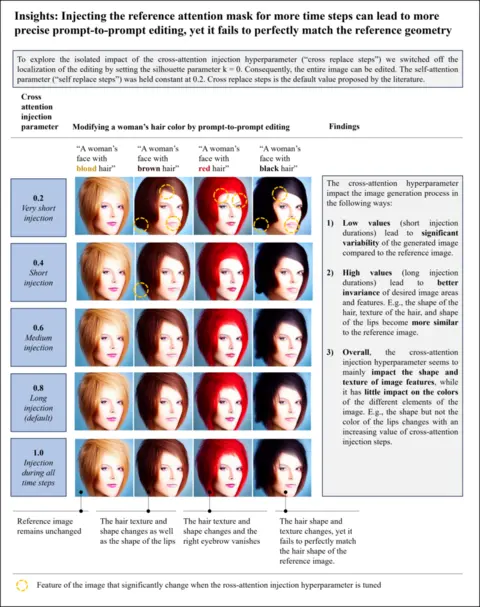 Insights: Injecting the reference attention mask for more time steps can lead to more
precise prompt-to-prompt editing, yet it fails to perfectly match the reference geometry
To explore the isolated impact of the cross-attention injection hyperparameter (“cross replace steps”) we switched off
the localization of the editing by setting the silhouette parameter k = 0. Consequently, the entire image can be edited. The self-attention
parameter (“self replace steps”) was held constant at 0.2. Cross replace steps is the default value proposed by the literature.
Cross
attention
injection
parameter
Modifying a woman’s hair color by prompt-to-prompt editing
Findings
“A woman’s
face with
blond hair”
“A woman’s
face with
brown hair”
“A woman’s
face with
red hair”
“A woman’s
face with
black hair”
0.2
Very short
injection
0.4
Short
injection
0.6
Medium
injection
0.8
Long
injection
(default)
1.0
Injection
during all
time steps
The cross-attention hyperparameter
impact the image generation process in
the following ways:
1) Low values (short injection
durations) lead to significant
variability of the generated image
compared to the reference image.
2) High values (long injection
durations) lead to better
invariance of desired image areas
and features. E.g., the shape of the
hair, texture of the hair, and shape
of the lips become more similar
to the reference image.
3) Overall, the cross-attention
injection hyperparameter seems to
mainly impact the shape and
texture of image features, while
it has little impact on the colors
of the different elements of the
image. E.g., the shape but not the
color of the lips changes with an
increasing value of cross-attention
injection steps.
Reference image
remains unchanged
The hair texture and
shape changes as well
as the shape of the lips
The hair texture and
shape changes and the
right eyebrow vanishes
The hair shape and
texture changes, yet it
fails to perfectly match
the hair shape of the
reference image.
Feature of the image that significantly change when the ross-attention injection hyperparameter is tuned